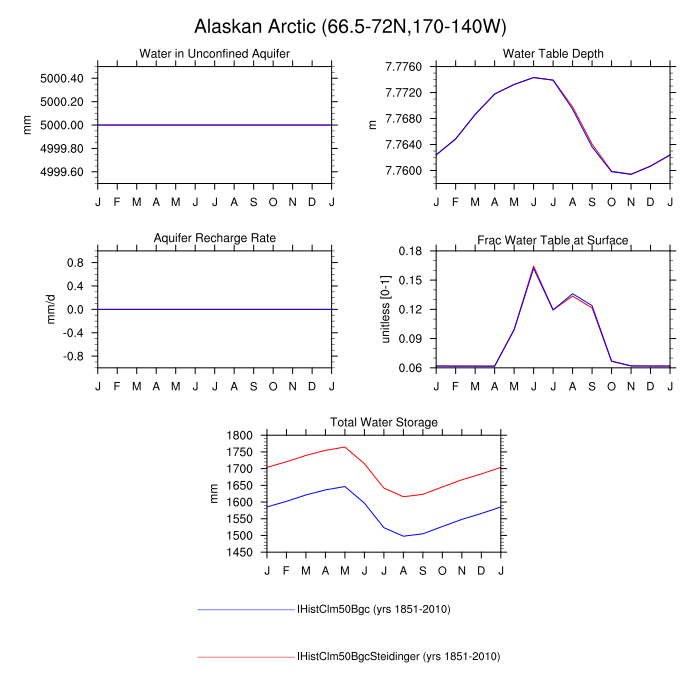 Alaskan Arctic (66.5-72N,170-140W)
Water in Unconfined Aquifer
mm
5000.40
5000.20
5000.00
4999.80
4999.60
J F M A M J J A S O N D J
Water Table Depth
m
7.7760
7.7720
7.7680
7.7640
7.7600
J F M A M J J A S O N D J
Aquifer Recharge Rate
mm/d
0.8
0.4
0.0
-0.4
-0.8
J F M A M J J A S O N D J
Frac Water Table at Surface
unitless [0-1]
0.18
0.15
0.12
0.09
0.06
J F M A M J J A S O N D J
Total Water Storage
mm
1800
1750
1700
1650
1600
1550
1500
1450
J F M A M J J A S O N D J
IHistClm50Bgc (yrs 1851-2010)
IHistClm50BgcSteidinger (yrs 1851-2010)